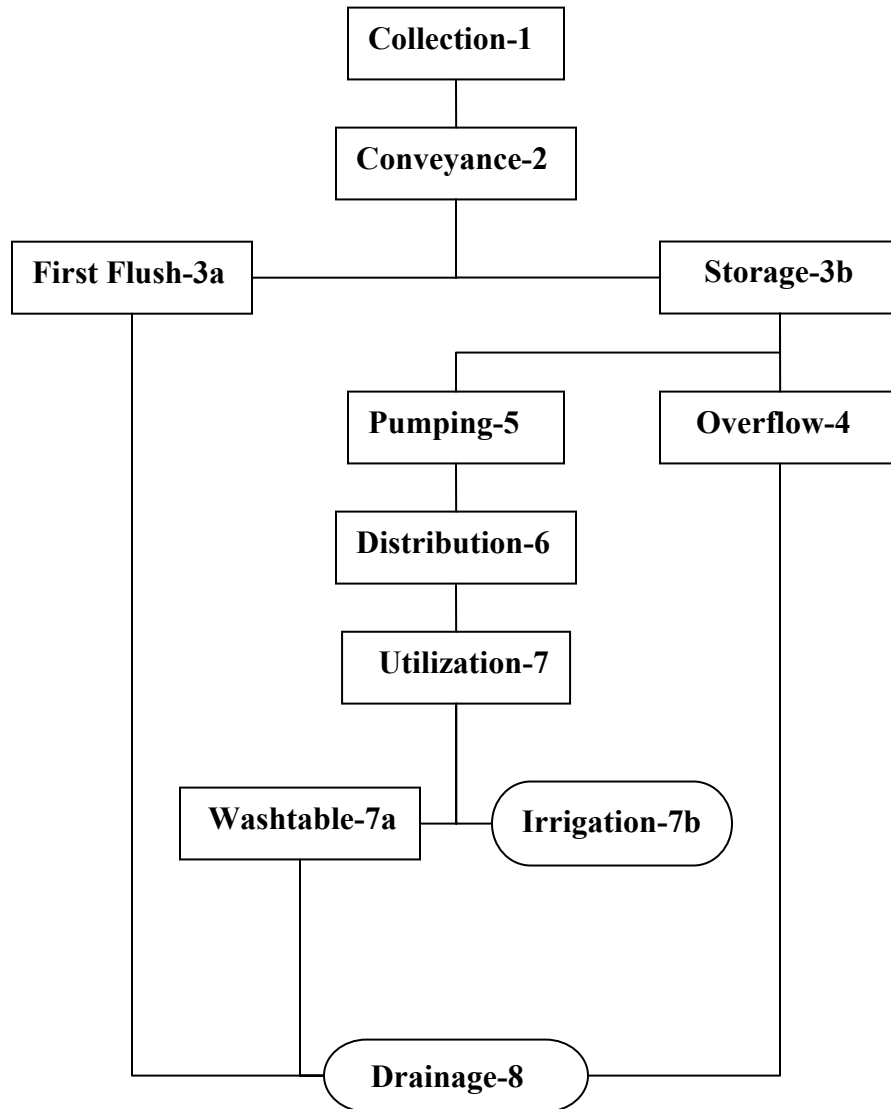 Collection-1
Conveyance-2
First Flush-3a
Storage-3b
Pumping-5
Overflow-4
Distribution-6
Utilization-7
Washtable-7a
Irrigation-7b
Drainage-8